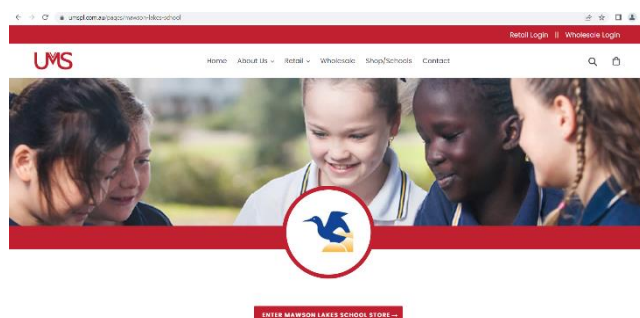 umspl.com.au/pages/mawson-lakes-school
Retail Login || Wholesale Login
UMS
Home About Us Retail Wholesale Shop/Schools Contact
ENTER MAWSON LAKES SCHOOL STORE →